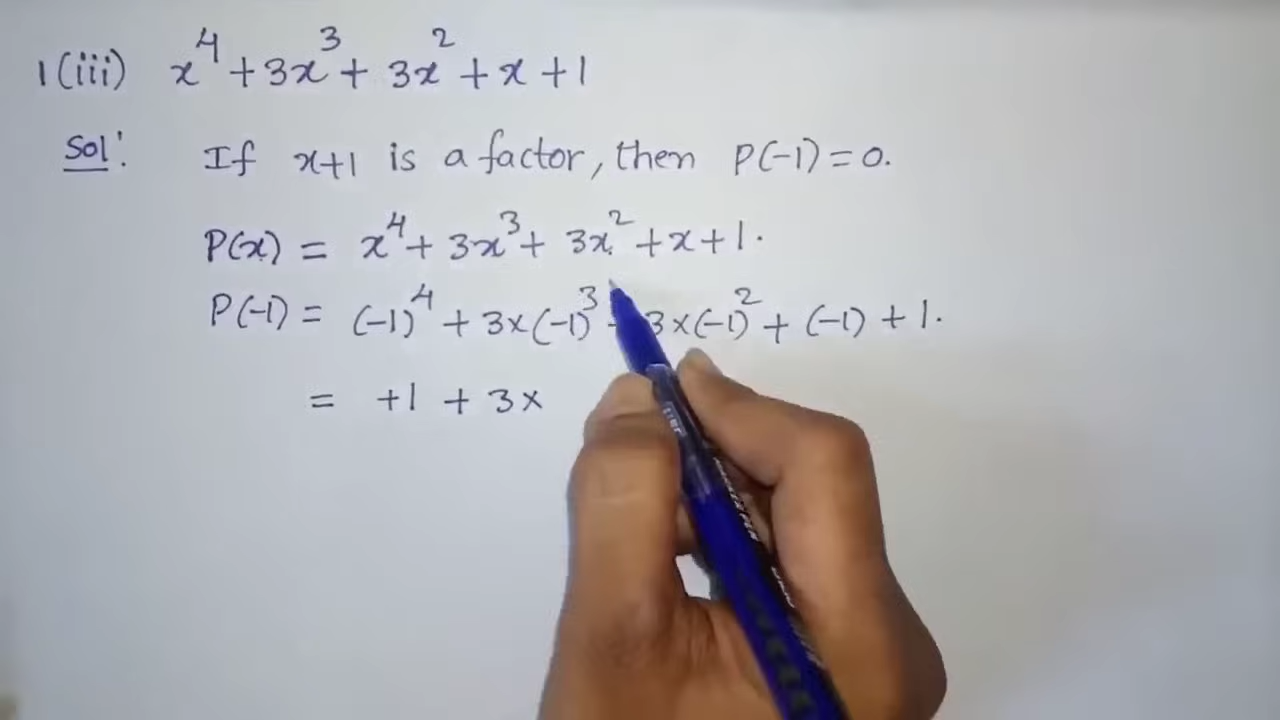 1(iii) x⁴ + 3x³ + 3x² + x + 1
Sol: If x+1 is a factor, then P(-1) = 0.
P(x) = x⁴ + 3x³ + 3x² + x + 1.
P(-1) = (-1)⁴ + 3×(-1)³ + 3×(-1)² + (-1) + 1.
= +1 + 3×